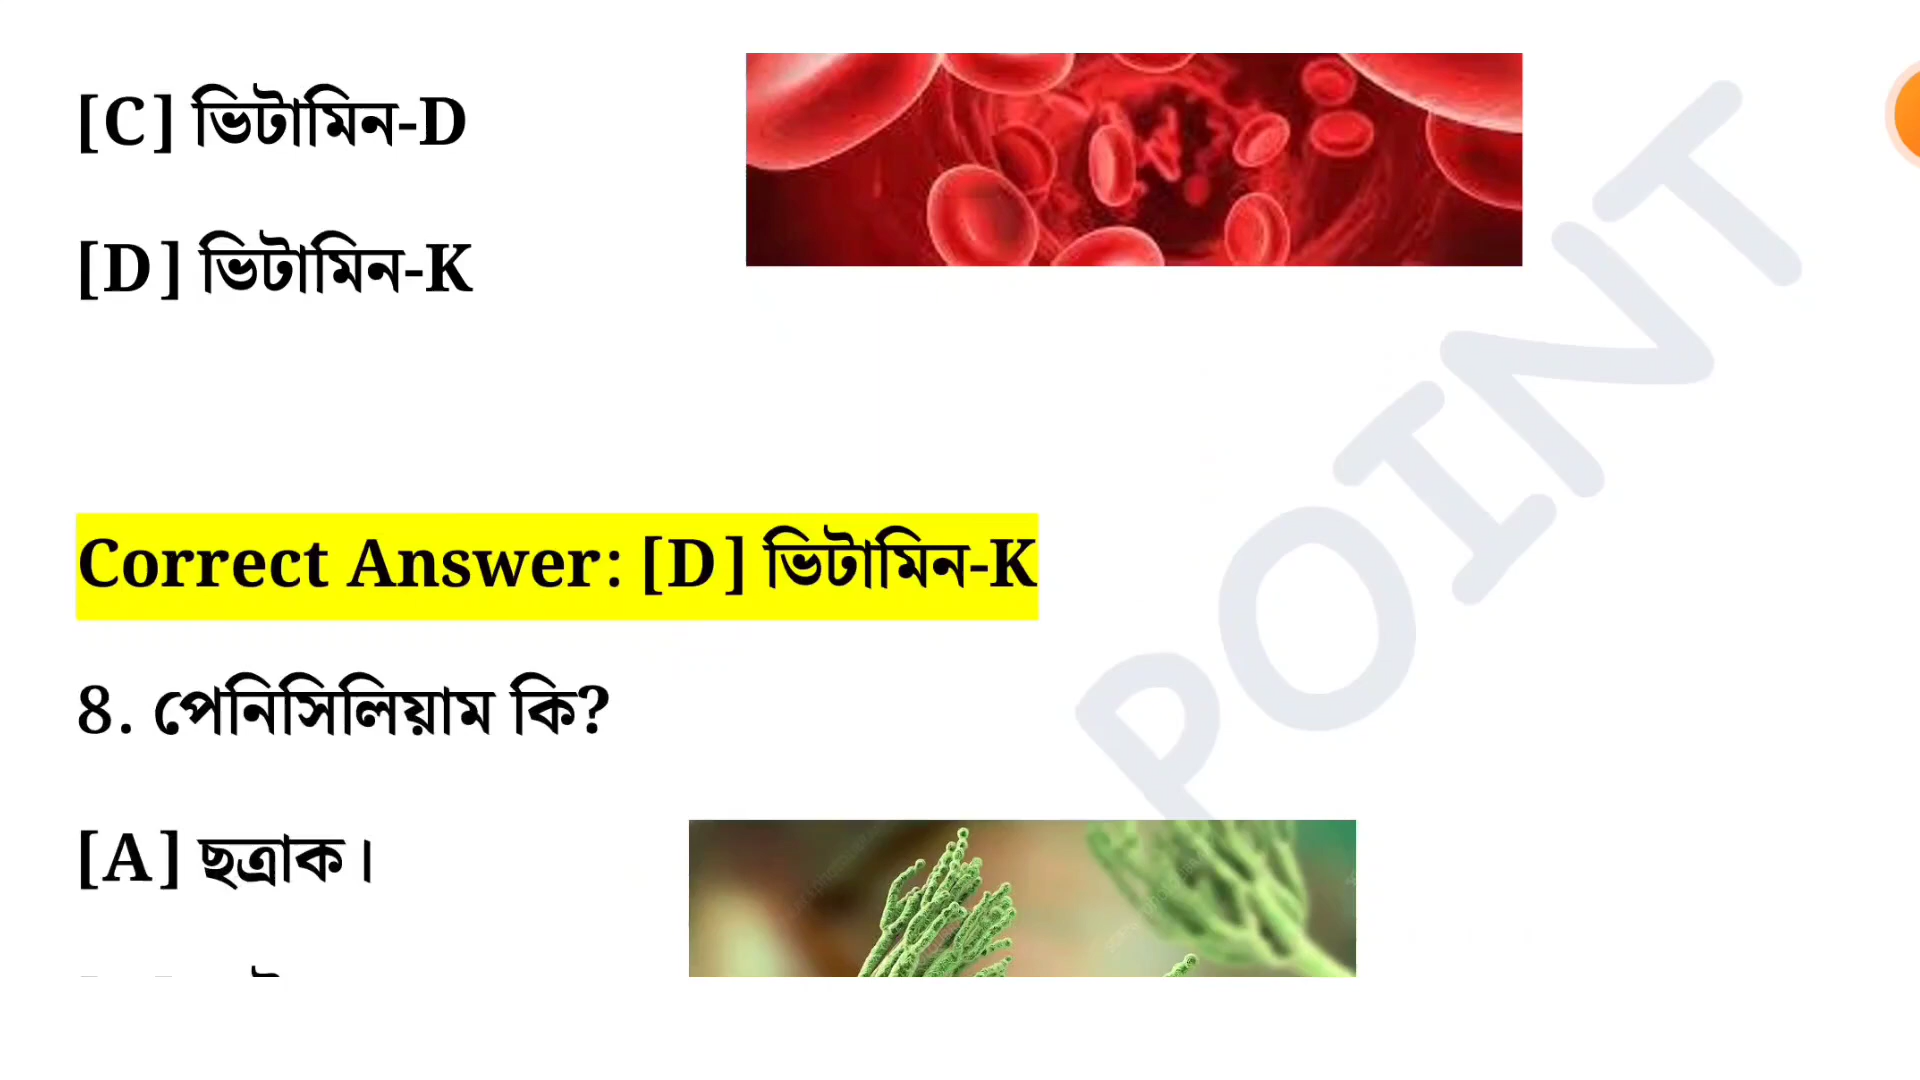 [C] ভিটামিন-D
[D] ভিটামিন-K
Correct Answer: [D] ভিটামিন-K
8. পেনিসিলিয়াম কি?
[A] ছত্রাক।
POINT